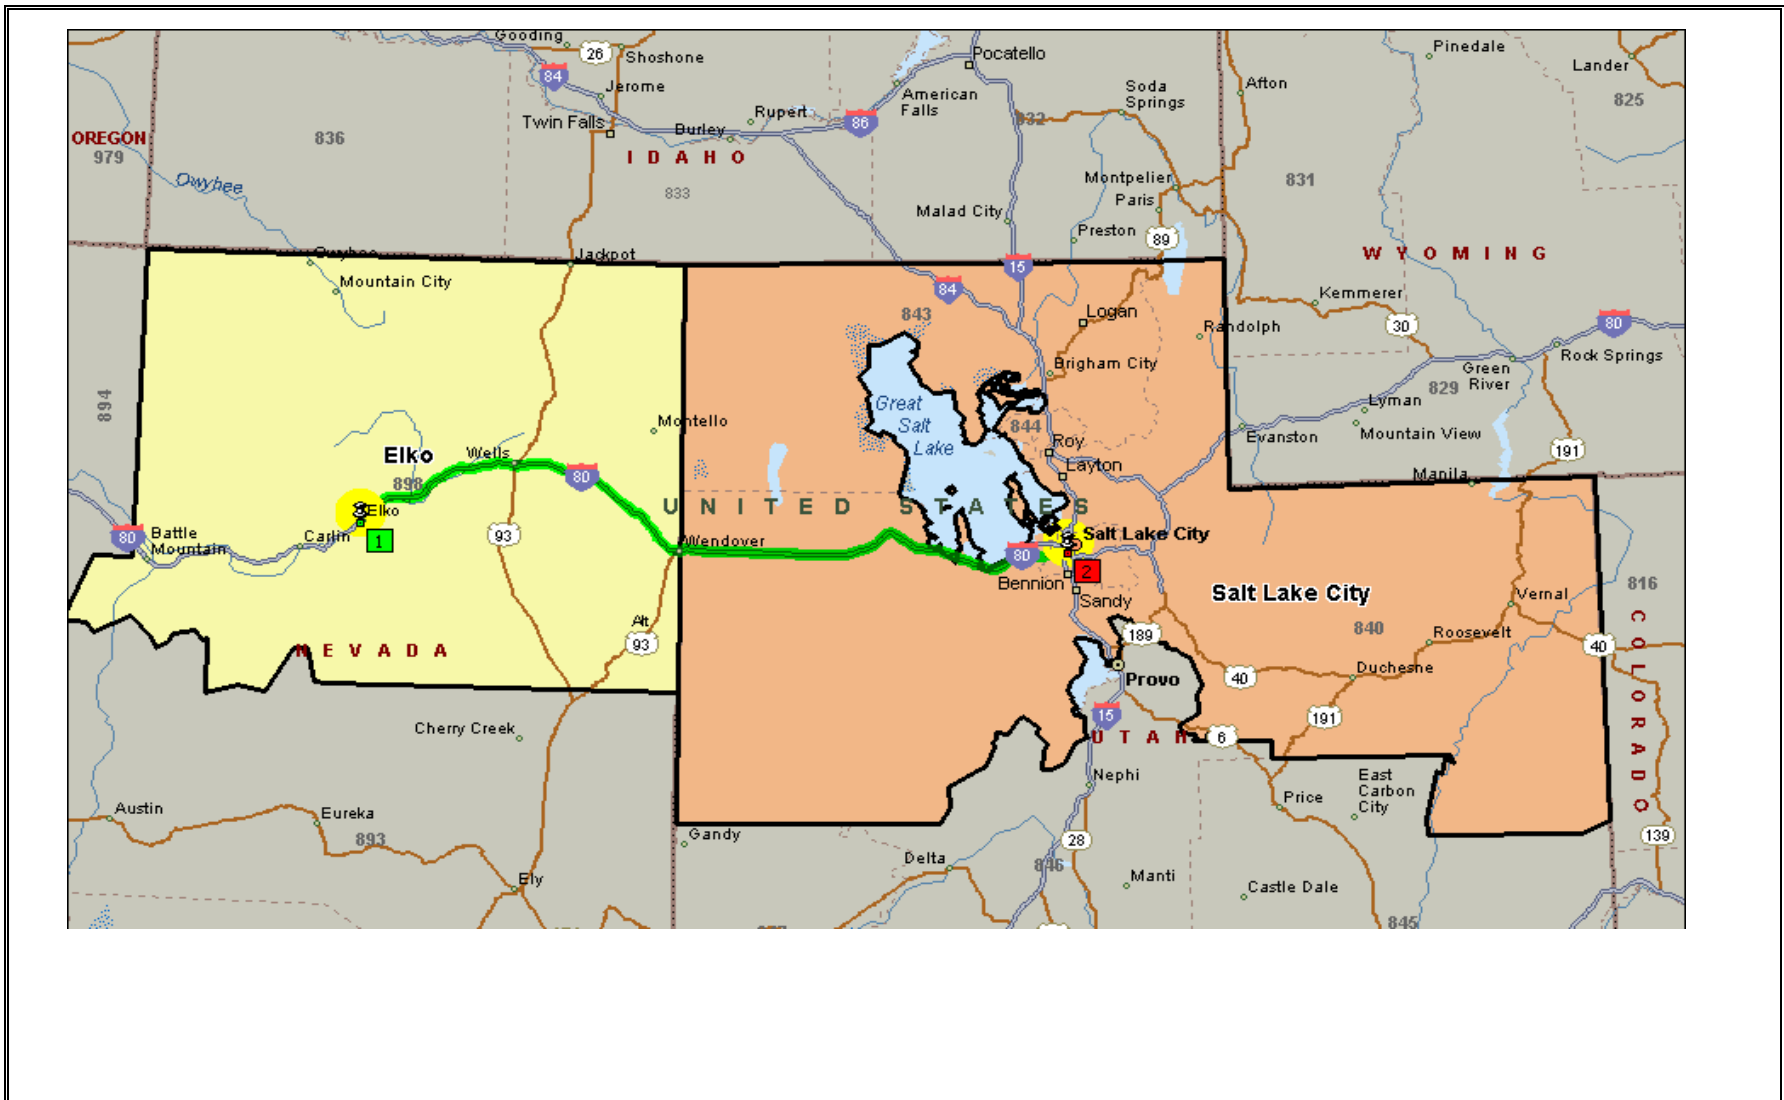 Gooding
26
Shoshone
Pocatello
Pinedale
Lander
84
Jerome
American
Falls
Soda
Springs
Afton
825
Twin Falls
Burley
Rupert
86
932
OREGON
979
836
IDAHO
833
Owyhee
Montpelier
Paris
831
Malad City
Preston
89
WYOMING
Owyhee
Jackpot
15
Mountain City
84
Kemmerer
843
Logan
Randolph
30
80
Rock Springs
Green
River
829
Brigham City
894
Great
Salt
Lake
844
Lyman
Mountain View
Evanston
Montello
Roy
Layton
191
Manila
Elko
Wells
898
80
UNITED STATES
3
Elko
1
80
Battle
Mountain
Carlin
93
Wendover
80
3
Salt Lake City
2
Bennion
Sandy
Salt Lake City
816
Vernal
Alt
93
NEVADA
189
840
Roosevelt
40
COLORADO
Duchesne
40
Provo
15
191
UTAH
6
Cherry Creek
Nephi
East
Carbon
City
Price
Austin
Eureka
893
Gandy
28
139
Delta
846
Manti
Ely
Castle Dale
845